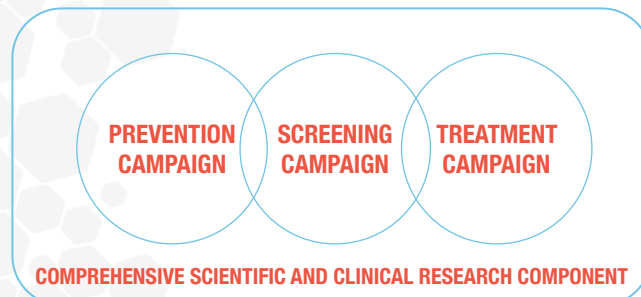 PREVENTION
CAMPAIGN
SCREENING
CAMPAIGN
TREATMENT
CAMPAIGN
COMPREHENSIVE SCIENTIFIC AND CLINICAL RESEARCH COMPONENT